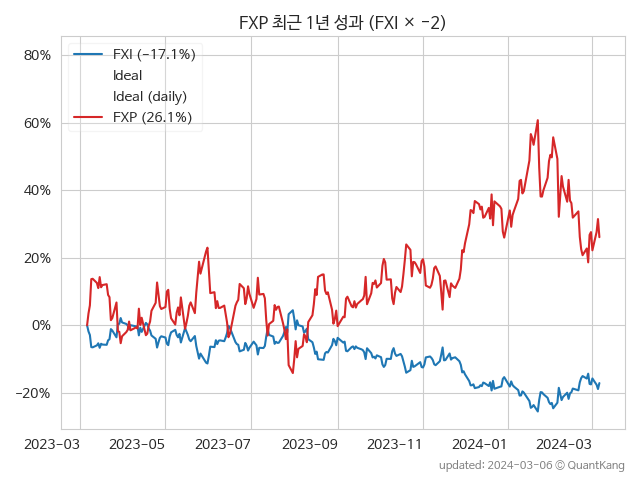 FXP 최근 1년 성과 (FXI × −2)
FXI (−17.1%)
Ideal
Ideal (daily)
FXP (26.1%)
80%
60%
40%
20%
0%
−20%
2023−03 2023−05 2023−07 2023−09 2023−11 2024−01 2024−03
updated: 2024−03−06 © QuantKang